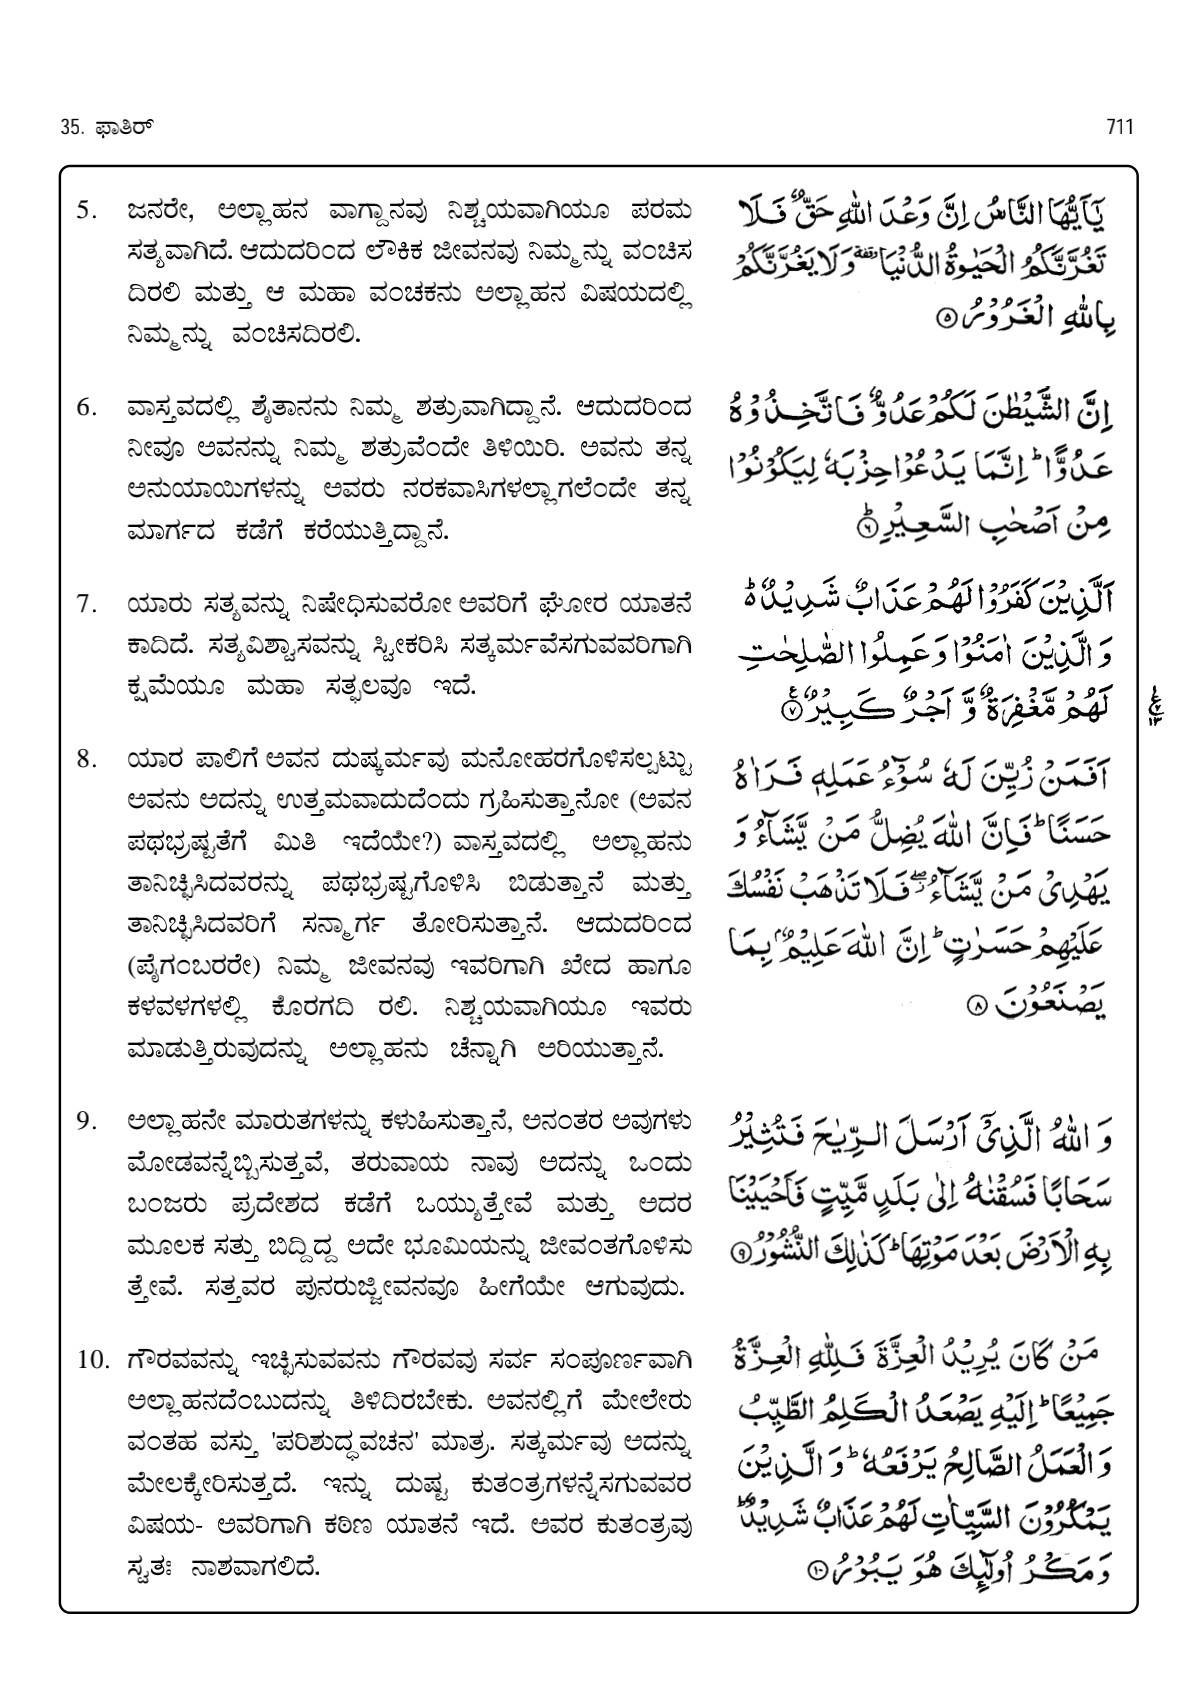 35. ಫಾತಿರ್
711
5. ಜನರೇ, ಅಲ್ಲಾಹನ ವಾಗ್ದಾನವು ನಿಶ್ಚಯವಾಗಿಯೂ ಪರಮ
ಸತ್ಯವಾಗಿದೆ. ಆದುದರಿಂದ ಲೌಕಿಕ ಜೀವನವು ನಿಮ್ಮನ್ನು ವಂಚಿಸ
ದಿರಲಿ ಮತ್ತು ಆ ಮಹಾ ವಂಚಕನು ಅಲ್ಲಾಹನ ವಿಷಯದಲ್ಲಿ
ನಿಮ್ಮನ್ನು ವಂಚಿಸದಿರಲಿ.
يٰٓاَيُّهَا النَّاسُ اِنَّ وَعْدَ اللّٰهِ حَقٌّ فَلَا
تَغُرَّنَّكُمُ الْحَيٰوةُ الدُّنْيَا ۥ وَلَا يَغُرَّنَّكُمْ
بِاللّٰهِ الْغَرُوْرُ ۝۵
6. ವಾಸ್ತವದಲ್ಲಿ ಶೈತಾನನು ನಿಮ್ಮ ಶತ್ರುವಾಗಿದ್ದಾನೆ. ಆದುದರಿಂದ
ನೀವೂ ಅವನನ್ನು ನಿಮ್ಮ ಶತ್ರುವೆಂದೇ ತಿಳಿಯಿರಿ. ಅವನು ತನ್ನ
ಅನುಯಾಯಿಗಳನ್ನು ಅವರು ನರಕವಾಸಿಗಳಲ್ಲಾಗಲೆಂದೇ ತನ್ನ
ಮಾರ್ಗದ ಕಡೆಗೆ ಕರೆಯುತ್ತಿದ್ದಾನೆ.
اِنَّ الشَّيْطٰنَ لَكُمْ عَدُوٌّ فَاتَّخِذُوْهُ
عَدُوًّا ؕ اِنَّمَا يَدْعُوْا حِزْبَهٗ لِيَكُوْنُوْا
مِنْ اَصْحٰبِ السَّعِيْرِ ۝۶ؕ
7. ಯಾರು ಸತ್ಯವನ್ನು ನಿಷೇಧಿಸುವರೋ ಅವರಿಗೆ ಘೋರ ಯಾತನೆ
ಕಾದಿದೆ. ಸತ್ಯವಿಶ್ವಾಸವನ್ನು ಸ್ವೀಕರಿಸಿ ಸತ್ಕರ್ಮವೆಸಗುವವರಿಗಾಗಿ
ಕ್ಷಮೆಯೂ ಮಹಾ ಸತ್ಫಲವೂ ಇದೆ.
اَلَّذِيْنَ كَفَرُوْا لَهُمْ عَذَابٌ شَدِيْدٌ ۬ؕ
وَالَّذِيْنَ اٰمَنُوْا وَعَمِلُوا الصّٰلِحٰتِ
لَهُمْ مَّغْفِرَةٌ وَّاَجْرٌ كَبِيْرٌ ۝۷ع
8. ಯಾರ ಪಾಲಿಗೆ ಅವನ ದುಷ್ಕರ್ಮವು ಮನೋಹರಗೊಳಿಸಲ್ಪಟ್ಟು
ಅವನು ಅದನ್ನು ಉತ್ತಮವಾದುದೆಂದು ಗ್ರಹಿಸುತ್ತಾನೋ (ಅವನ
ಪಥಭ್ರಷ್ಟತೆಗೆ ಮಿತಿ ಇದೆಯೇ?) ವಾಸ್ತವದಲ್ಲಿ ಅಲ್ಲಾಹನು
ತಾನಿಚ್ಛಿಸಿದವರನ್ನು ಪಥಭ್ರಷ್ಟಗೊಳಿಸಿ ಬಿಡುತ್ತಾನೆ ಮತ್ತು
ತಾನಿಚ್ಛಿಸಿದವರಿಗೆ ಸನ್ಮಾರ್ಗ ತೋರಿಸುತ್ತಾನೆ. ಆದುದರಿಂದ
(ಪೈಗಂಬರರೇ) ನಿಮ್ಮ ಜೀವನವು ಇವರಿಗಾಗಿ ಖೇದ ಹಾಗೂ
ಕಳವಳಗಳಲ್ಲಿ ಕೊರಗದಿ ರಲಿ. ನಿಶ್ಚಯವಾಗಿಯೂ ಇವರು
ಮಾಡುತ್ತಿರುವುದನ್ನು ಅಲ್ಲಾಹನು ಚೆನ್ನಾಗಿ ಅರಿಯುತ್ತಾನೆ.
اَفَمَنْ زُيِّنَ لَهٗ سُوْٓءُ عَمَلِهٖ فَرَاٰهُ
حَسَنًا ؕ فَاِنَّ اللّٰهَ يُضِلُّ مَنْ يَّشَآءُ وَ
يَهْدِىْ مَنْ يَّشَآءُ ۖ فَلَا تَذْهَبْ نَفْسُكَ
عَلَيْهِمْ حَسَرٰتٍ ؕ اِنَّ اللّٰهَ عَلِيْمٌۢ بِمَا
يَصْنَعُوْنَ ۝۸
9. ಅಲ್ಲಾಹನೇ ಮಾರುತಗಳನ್ನು ಕಳುಹಿಸುತ್ತಾನೆ, ಅನಂತರ ಅವುಗಳು
ಮೋಡವನ್ನೆಬ್ಬಿಸುತ್ತವೆ, ತರುವಾಯ ನಾವು ಅದನ್ನು ಒಂದು
ಬಂಜರು ಪ್ರದೇಶದ ಕಡೆಗೆ ಒಯ್ಯುತ್ತೇವೆ ಮತ್ತು ಅದರ
ಮೂಲಕ ಸತ್ತು ಬಿದ್ದಿದ್ದ ಅದೇ ಭೂಮಿಯನ್ನು ಜೀವಂತಗೊಳಿಸು
ತ್ತೇವೆ. ಸತ್ತವರ ಪುನರುಜ್ಜೀವನವೂ ಹೀಗೆಯೇ ಆಗುವುದು.
وَاللّٰهُ الَّذِىْٓ اَرْسَلَ الرِّيٰحَ فَتُثِيْرُ
سَحَابًا فَسُقْنٰهُ اِلٰى بَلَدٍ مَّيِّتٍ فَاَحْيَيْنَا
بِهِ الْاَرْضَ بَعْدَ مَوْتِهَا ؕ كَذٰلِكَ النُّشُوْرُ ۝۹
10. ಗೌರವವನ್ನು ಇಚ್ಛಿಸುವವನು ಗೌರವವು ಸರ್ವ ಸಂಪೂರ್ಣವಾಗಿ
ಅಲ್ಲಾಹನದೆಂಬುದನ್ನು ತಿಳಿದಿರಬೇಕು. ಅವನಲ್ಲಿಗೆ ಮೇಲೇರು
ವಂತಹ ವಸ್ತು 'ಪರಿಶುದ್ಧವಚನ' ಮಾತ್ರ. ಸತ್ಕರ್ಮವು ಅದನ್ನು
ಮೇಲಕ್ಕೇರಿಸುತ್ತದೆ. ಇನ್ನು ದುಷ್ಟ ಕುತಂತ್ರಗಳನ್ನೆಸಗುವವರ
ವಿಷಯ- ಅವರಿಗಾಗಿ ಕಠಿಣ ಯಾತನೆ ಇದೆ. ಅವರ ಕುತಂತ್ರವು
ಸ್ವತಃ ನಾಶವಾಗಲಿದೆ.
مَنْ كَانَ يُرِيْدُ الْعِزَّةَ فَلِلّٰهِ الْعِزَّةُ
جَمِيْعًا ؕ اِلَيْهِ يَصْعَدُ الْكَلِمُ الطَّيِّبُ
وَالْعَمَلُ الصَّالِحُ يَرْفَعُهٗ ؕ وَالَّذِيْنَ
يَمْكُرُوْنَ السَّيِّاٰتِ لَهُمْ عَذَابٌ شَدِيْدٌ ؕ
وَمَكْرُ اُولٰٓئِكَ هُوَ يَبُوْرُ ۝۱۰